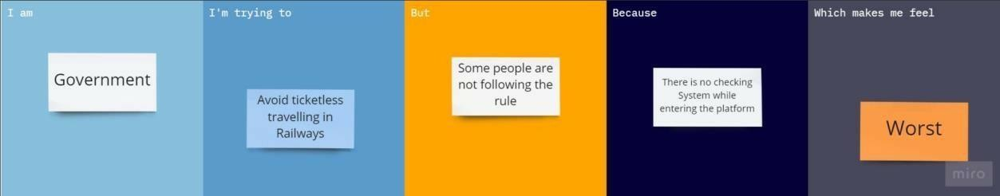 I am
Government
I'm trying to
Avoid ticketless
travelling in
Railways
But
Some people are
not following the
rule
Because
There is no checking
System while
entering the platform
Which makes me feel
Worst
miro